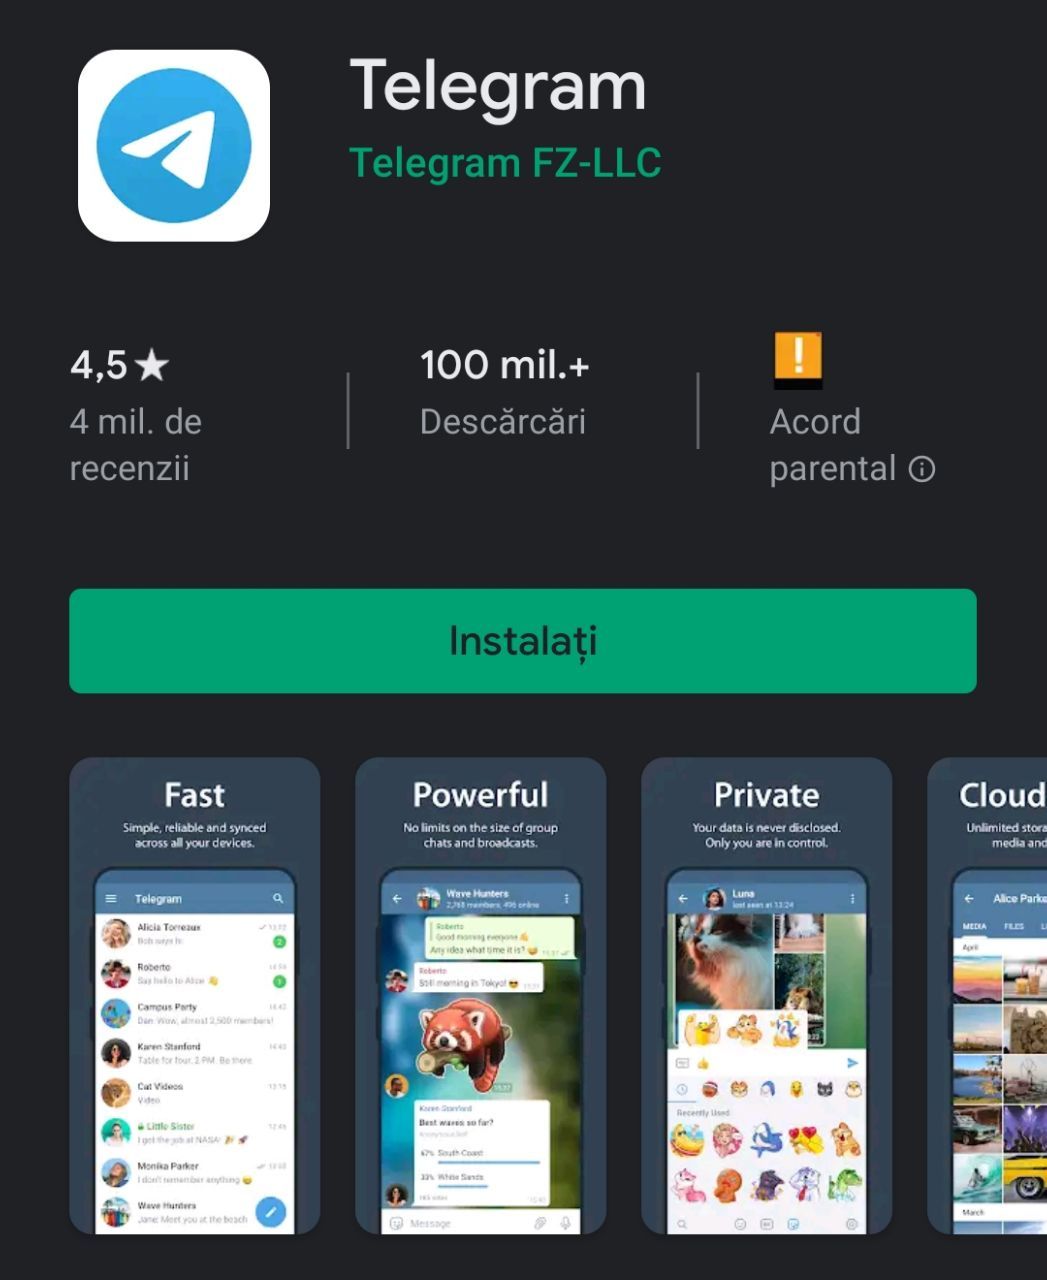 Telegram
Telegram FZ-LLC
4,5★
4 mil. de
recenzii
100 mil.+
Descărcări
!
Acord
parental
Instalați
Fast
Simple, reliable and synced
across all your devices.
Telegram
Alicia Torreaux
Bob says hi.
2
Roberto
Say hello to Alice 👋
1
Campus Party
Dan: Wow, almost 2,500 members!
Karen Stanford
Table for four, 2 PM. Be there.
Cat Videos
13:15
Video
Little Sister
12:45
I got the job at NASA! 🎉 🚀
Monika Parker
I don't remember anything 😄
Wave Hunters
Jane: Meet you at the beach
Powerful
No limits on the size of group
chats and broadcasts.
Wave Hunters
2,768 members, 496 online
Roberto
Good morning everyone 👋
Any idea what time it is? 😄
Roberto
Still morning in Tokyo! 😎
Karen Stanford
Best waves so far?
67% South Coast
33% White Sands
Message
Private
Your data is never disclosed.
Only you are in control.
Luna
last seen at 13:24
Recently Used
Cloud
Unlimited stora
media and
Alice Parke
MEDIA
FILES
April
March